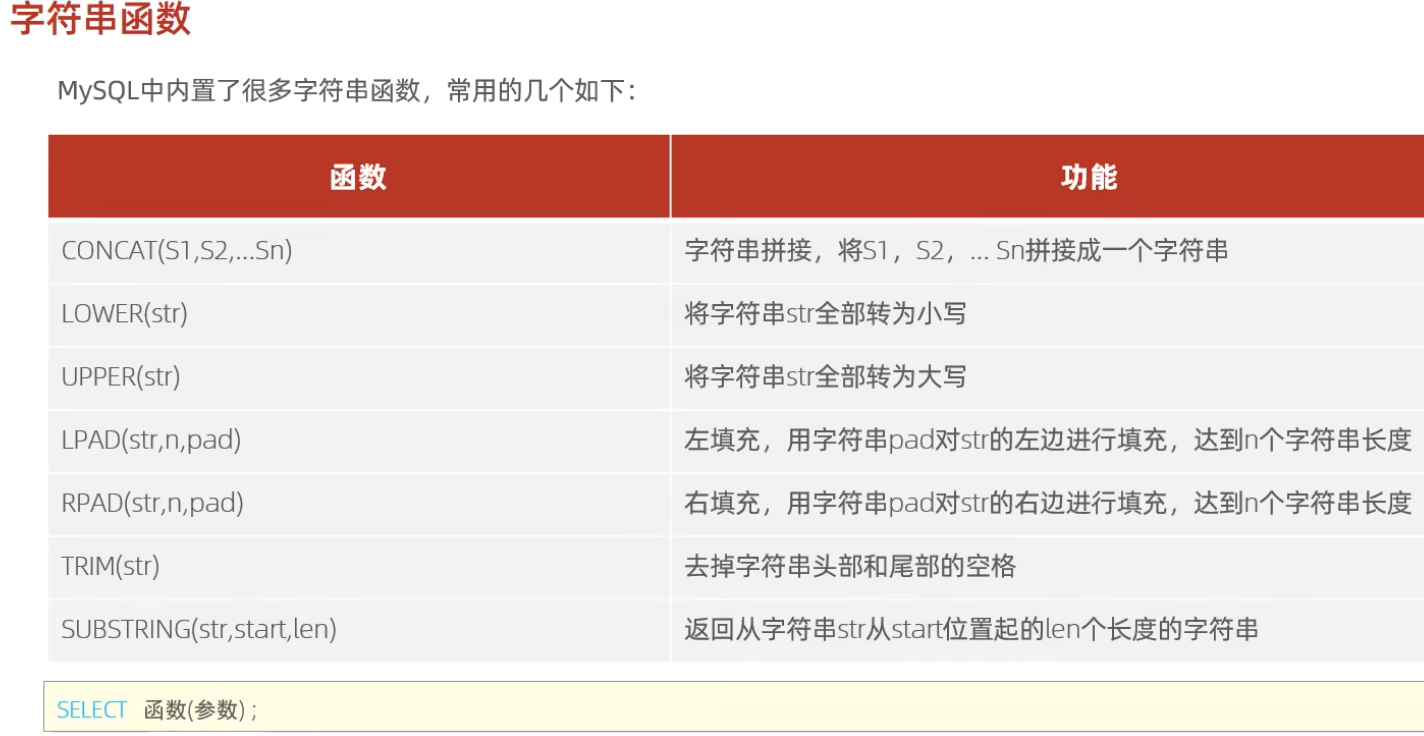 字符串函数
MySQL中内置了很多字符串函数，常用的几个如下：
函数 功能
CONCAT(S1,S2,...Sn) 字符串拼接，将S1，S2，... Sn拼接成一个字符串
LOWER(str) 将字符串str全部转为小写
UPPER(str) 将字符串str全部转为大写
LPAD(str,n,pad) 左填充，用字符串pad对str的左边进行填充，达到n个字符串长度
RPAD(str,n,pad) 右填充，用字符串pad对str的右边进行填充，达到n个字符串长度
TRIM(str) 去掉字符串头部和尾部的空格
SUBSTRING(str,start,len) 返回从字符串str从start位置起的len个长度的字符串
SELECT 函数(参数) ;